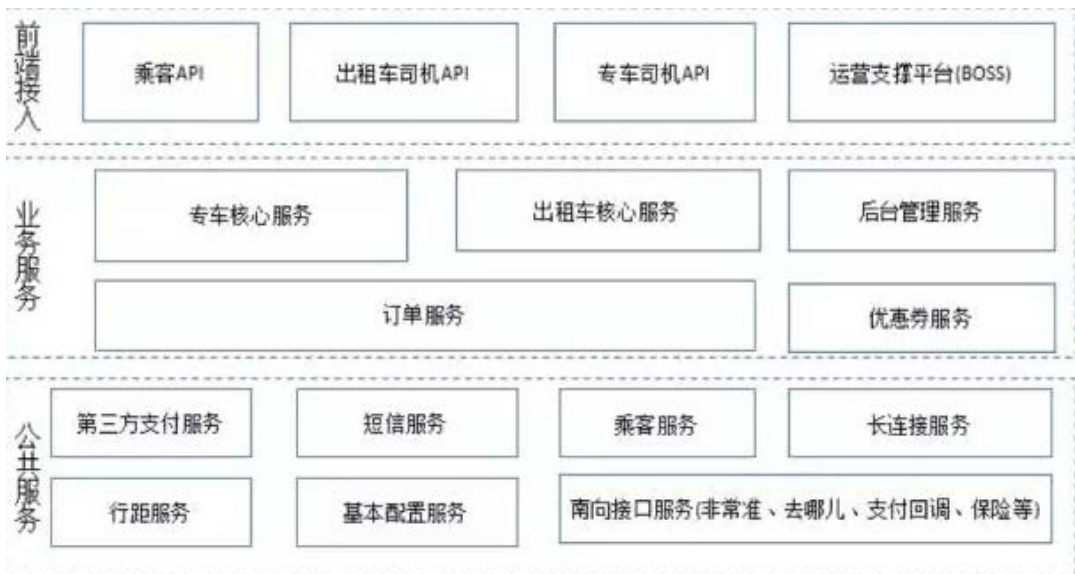 前端接入
乘客API
出租车司机API
专车司机API
运营支撑平台(BOSS)
业务服务
专车核心服务
出租车核心服务
后台管理服务
订单服务
优惠券服务
公共服务
第三方支付服务
短信服务
乘客服务
长连接服务
行距服务
基本配置服务
南向接口服务(非常准、去哪儿、支付回调、保险等)